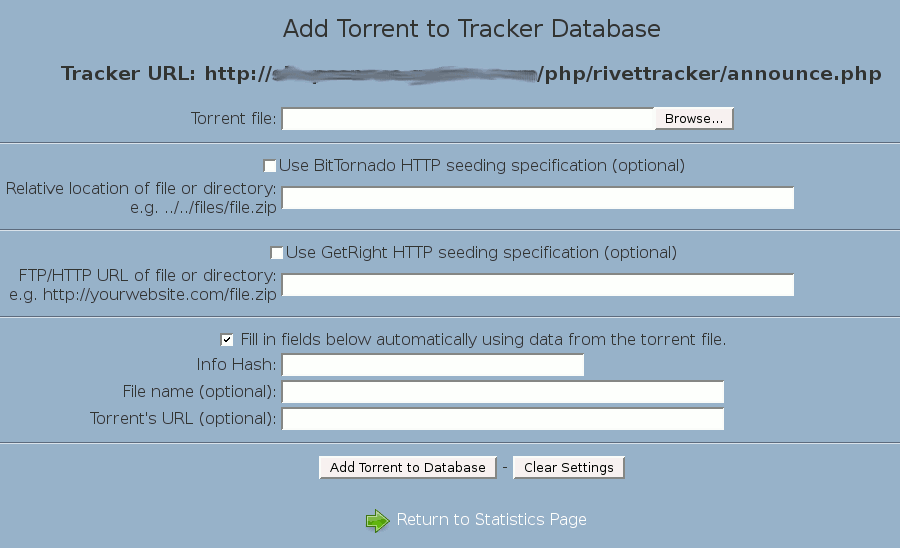 Add Torrent to Tracker Database
Tracker URL: http:// /php/rivettracker/announce.php
Torrent file:
Browse...
Use BitTornado HTTP seeding specification (optional)
Relative location of file or directory:
e.g. ../../files/file.zip
Use GetRight HTTP seeding specification (optional)
FTP/HTTP URL of file or directory:
e.g. http://yourwebsite.com/file.zip
Fill in fields below automatically using data from the torrent file.
Info Hash:
File name (optional):
Torrent's URL (optional):
Add Torrent to Database - Clear Settings
Return to Statistics Page